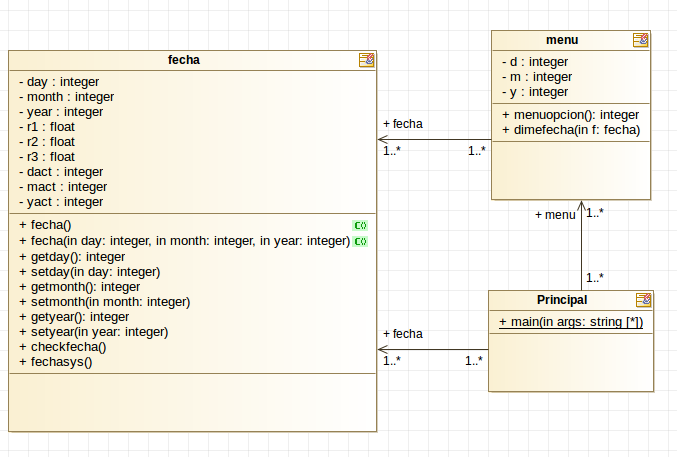 fecha
- day : integer
- month : integer
- year : integer
- r1 : float
- r2 : float
- r3 : float
- dact : integer
- mact : integer
- yact : integer
+ fecha()
+ fecha(in day: integer, in month: integer, in year: integer)
+ getday(): integer
+ setday(in day: integer)
+ getmonth(): integer
+ setmonth(in month: integer)
+ getyear(): integer
+ setyear(in year: integer)
+ checkfecha()
+ fechasys()
+ fecha
1..*
1..*
menu
- d : integer
- m : integer
- y : integer
+ menuopcion(): integer
+ dimefecha(in f: fecha)
+ menu
1..*
1..*
Principal
+ main(in args: string [*])
+ fecha
1..*
1..*